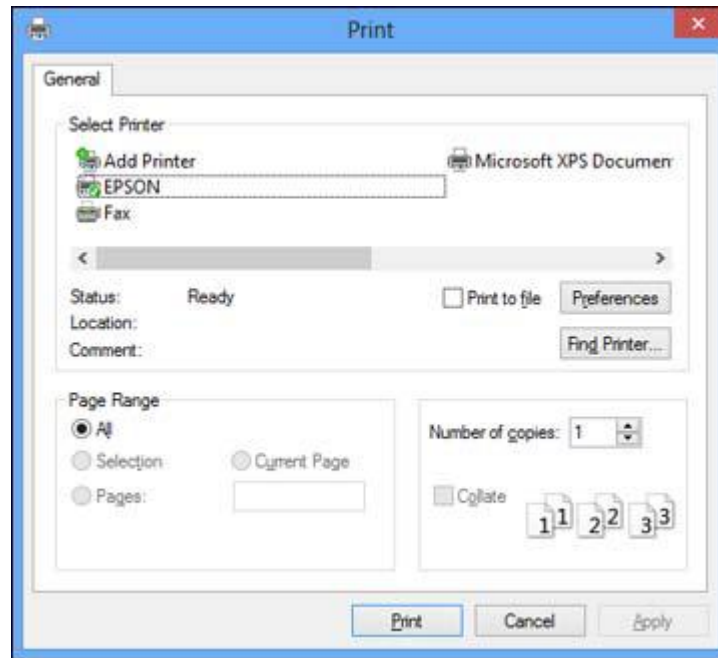 Print
General
Select Printer
Add Printer
Microsoft XPS Documen
EPSON
Fax
Status: Ready
Print to file
Preferences
Location:
Comment:
Find Printer...
Page Range
All
Number of copies: 1
Selection
Current Page
Pages:
Collate
1 1 2 2 3 3
Print
Cancel
Apply